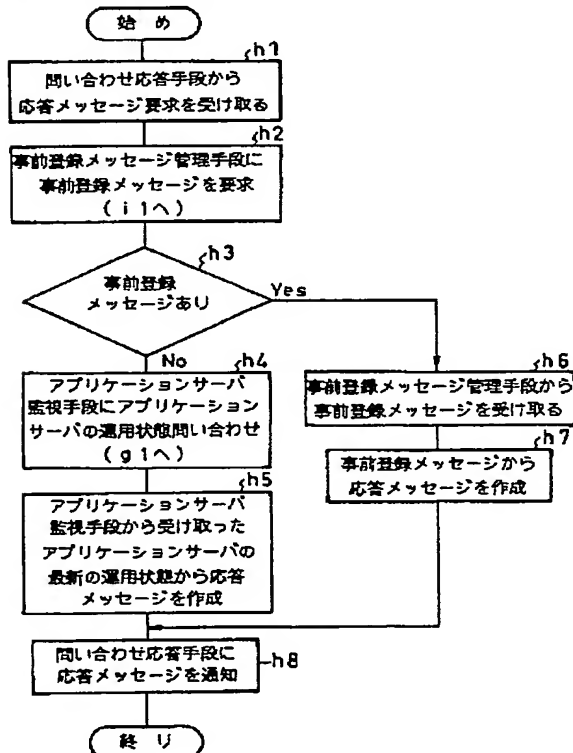 始め
h1
問い合わせ応答手段から
応答メッセージ要求を受け取る
h2
事前登録メッセージ管理手段に
事前登録メッセージを要求
(i1へ)
h3
事前登録
メッセージあり
Yes
No
h4
アプリケーションサーバ
監視手段にアプリケーション
サーバの運用状態問い合わせ
(g1へ)
h5
アプリケーションサーバ
監視手段から受け取った
アプリケーションサーバの
最新の運用状態から応答
メッセージを作成
h6
事前登録メッセージ管理手段から
事前登録メッセージを受け取る
h7
事前登録メッセージから
応答メッセージを作成
問い合わせ応答手段に
応答メッセージを通知
h8
終り